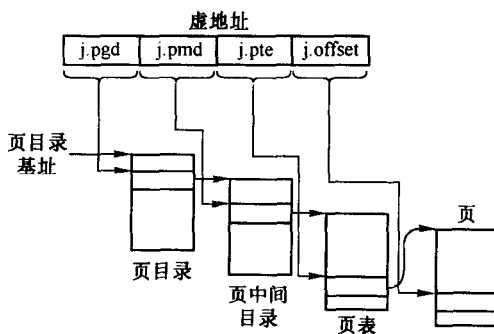 虚地址
j.pgd j.pmd j.pte j.offset
页目录
基址
页目录
页中间
目录
页表
页